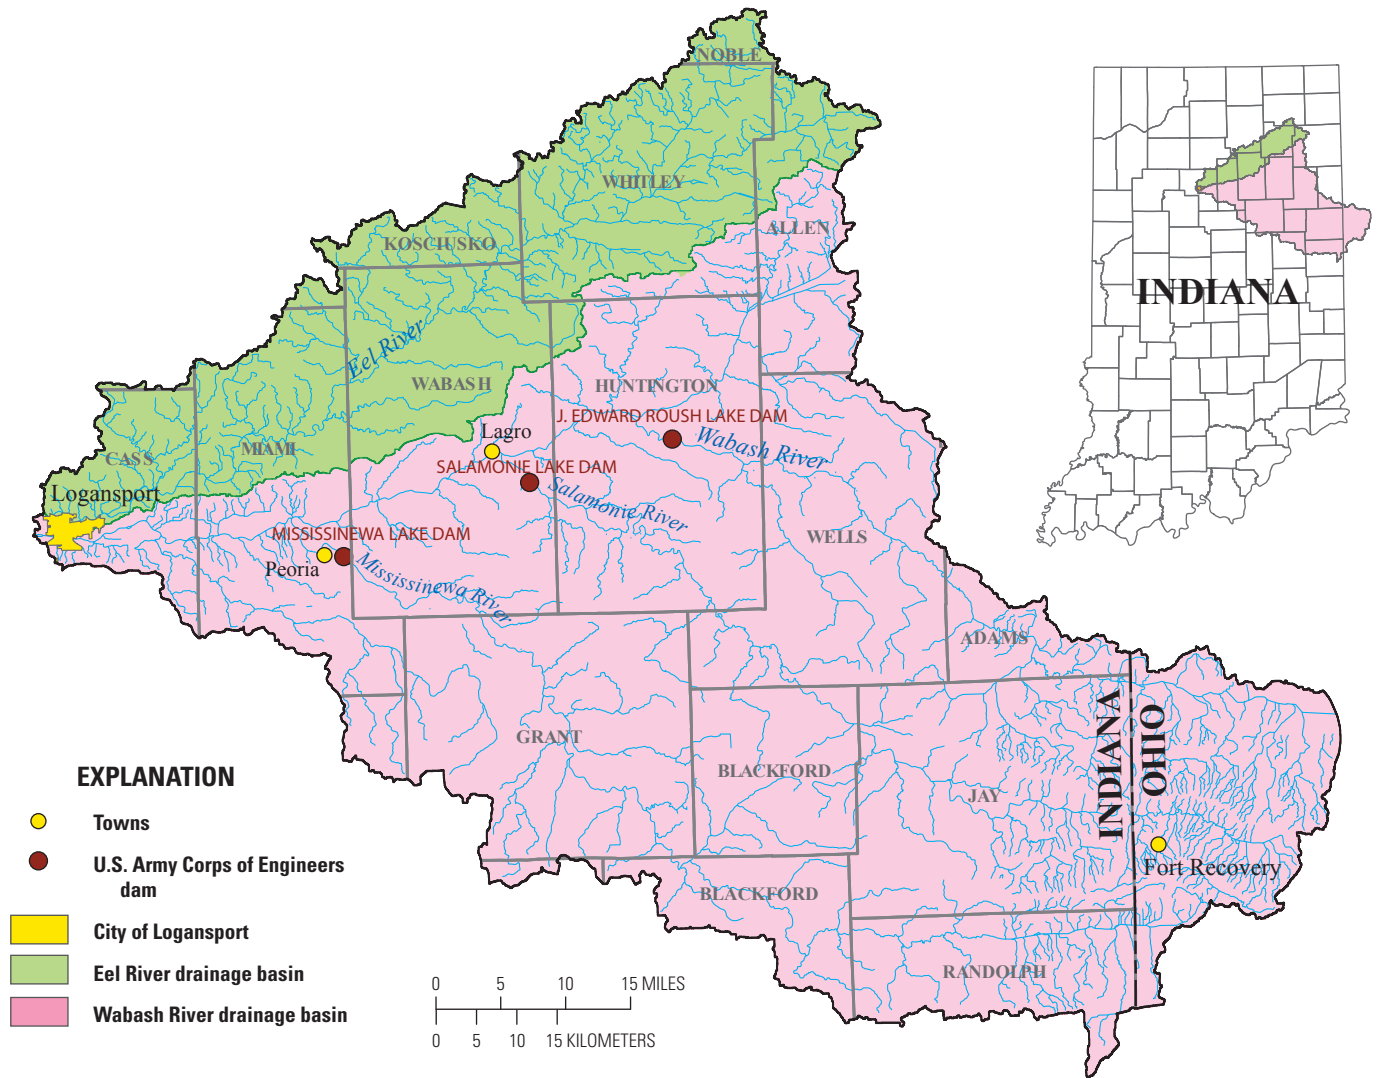 NOBLE
WHITLEY
ALLEN
KOSCIUSKO
INDIANA
Eel River
WABASH
HUNTINGTON
J. EDWARD ROUSH LAKE DAM
Lagro
Wabash River
MIAMI
CASS
SALAMONIE LAKE DAM
Logansport
Salamonie River
MISSISSINEWA LAKE DAM
WELLS
Peoria
Mississinewa River
ADAMS
INDIANA
OHIO
GRANT
BLACKFORD
JAY
Fort Recovery
BLACKFORD
RANDOLPH
EXPLANATION
Towns
U.S. Army Corps of Engineers
dam
City of Logansport
Eel River drainage basin
Wabash River drainage basin
0 5 10 15 MILES
0 5 10 15 KILOMETERS